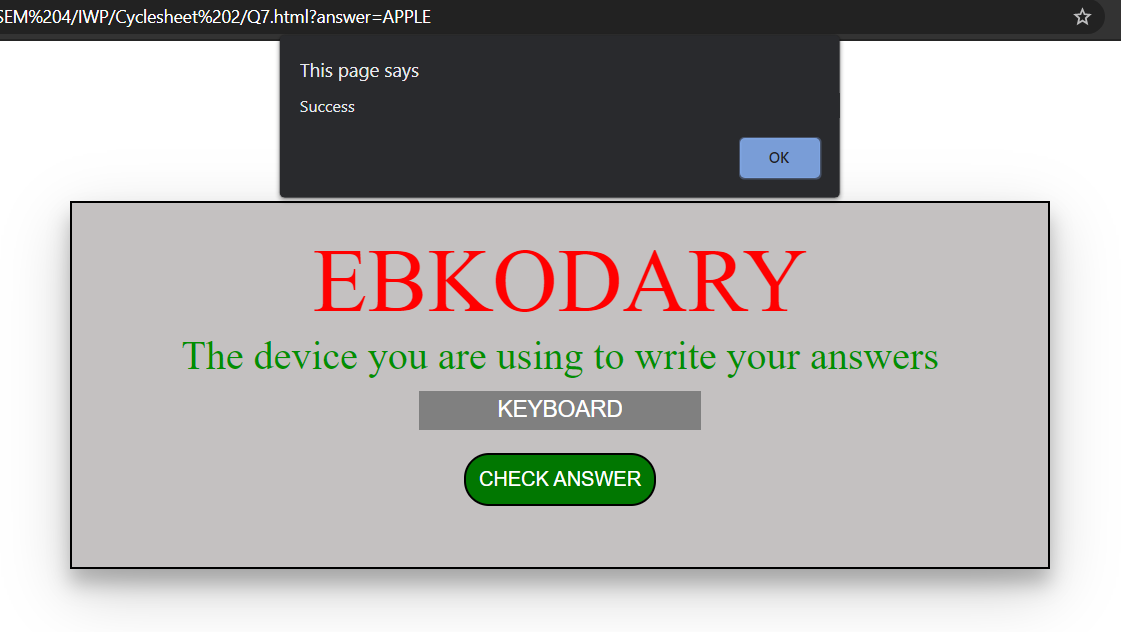 SEM%204/IWP/Cyclesheet%202/Q7.html?answer=APPLE
This page says
Success
OK
EBKODARY
The device you are using to write your answers
KEYBOARD
CHECK ANSWER